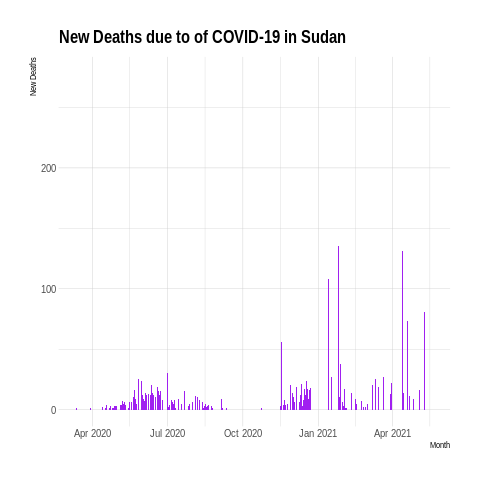 New Deaths due to of COVID-19 in Sudan
New Deaths
200
100
0
Apr 2020 Jul 2020 Oct 2020 Jan 2021 Apr 2021
Month